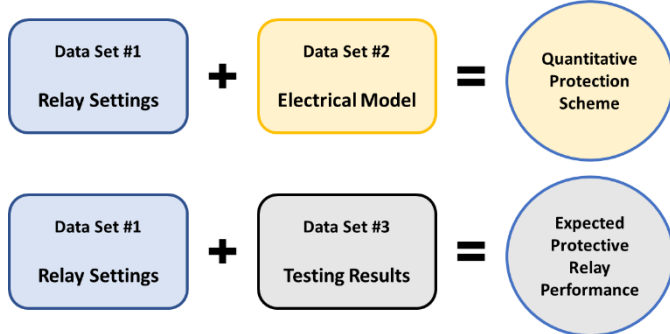 Data Set #1
Relay Settings
+
Data Set #2
Electrical Model
=
Quantitative
Protection
Scheme
Data Set #1
Relay Settings
+
Data Set #3
Testing Results
=
Expected
Protective
Relay
Performance